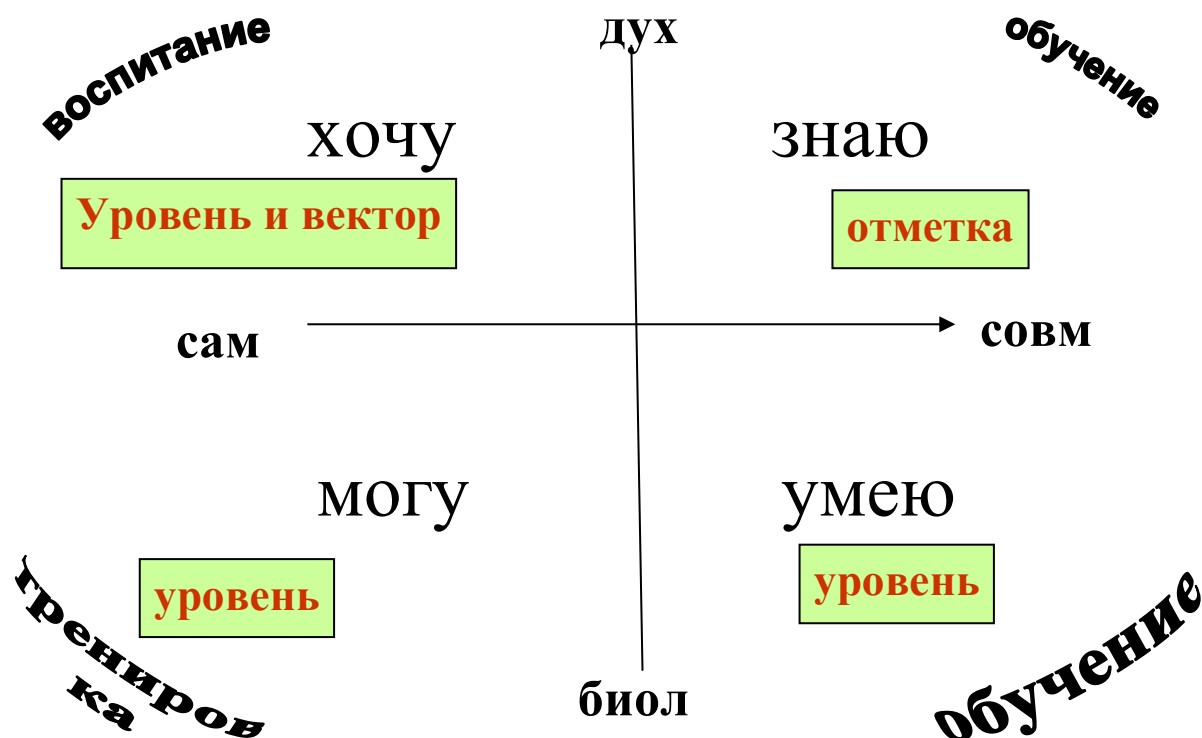 воспитание
дух
обучение
хочу
знаю
Уровень и вектор
отметка
сам
совм
могу
умею
уровень
уровень
трениров
ка
биол
обучение